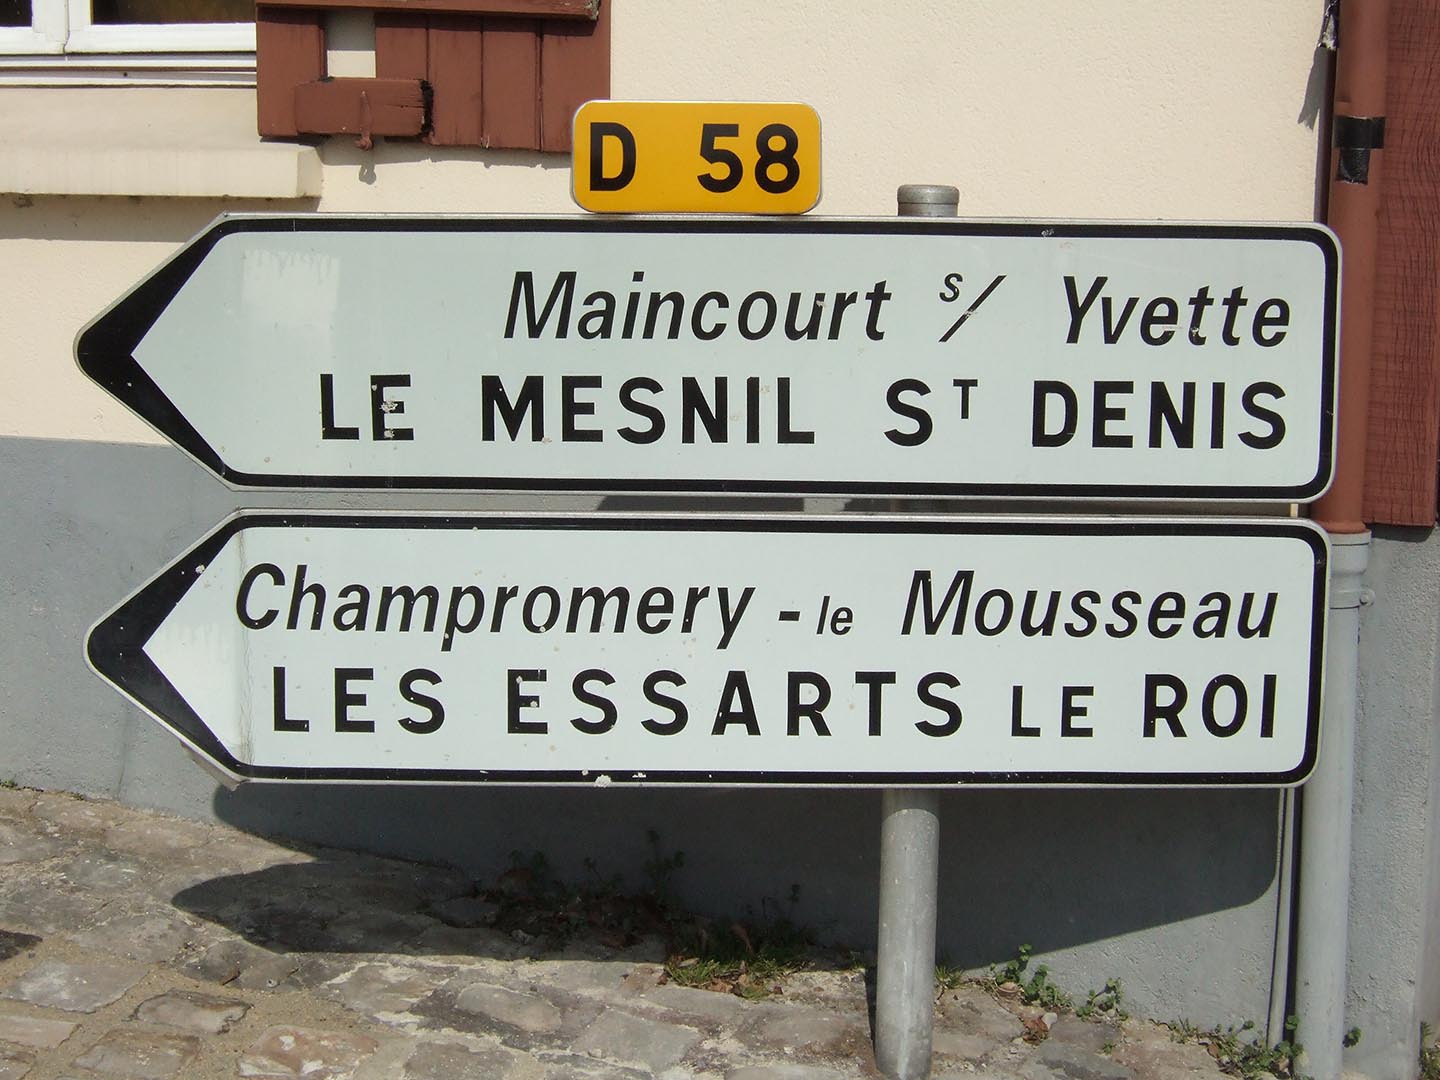 D 58
Maincourt s/ Yvette
LE MESNIL ST DENIS
Champromery - le Mousseau
LES ESSARTS LE ROI